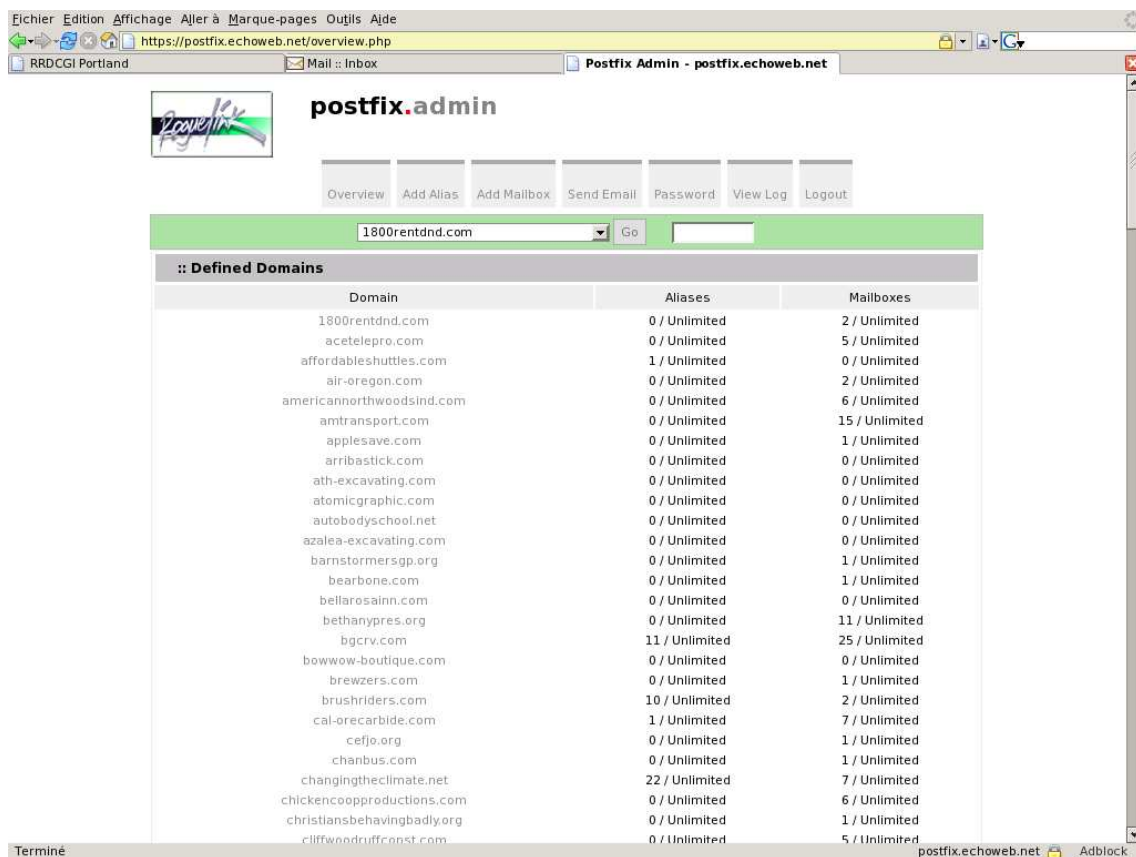 Fichier Edition Affichage Aller à Marque-pages Outils Aide
https://postfix.echoweb.net/overview.php
RRDCGI Portland Mail :: Inbox Postfix Admin - postfix.echoweb.net
Roguelink
postfix.admin
Overview Add Alias Add Mailbox Send Email Password View Log Logout
1800rentdnd.com Go
:: Defined Domains
Domain Aliases Mailboxes
1800rentdnd.com 0 / Unlimited 2 / Unlimited
acetelepro.com 0 / Unlimited 5 / Unlimited
affordableshuttles.com 1 / Unlimited 0 / Unlimited
air-oregon.com 0 / Unlimited 2 / Unlimited
americannorthwoodsind.com 0 / Unlimited 6 / Unlimited
amtransport.com 0 / Unlimited 15 / Unlimited
applesave.com 0 / Unlimited 1 / Unlimited
arribastick.com 0 / Unlimited 0 / Unlimited
ath-excavating.com 0 / Unlimited 0 / Unlimited
atomicgraphic.com 0 / Unlimited 0 / Unlimited
autobodyschool.net 0 / Unlimited 0 / Unlimited
azalea-excavating.com 0 / Unlimited 0 / Unlimited
barnstormersgp.org 0 / Unlimited 1 / Unlimited
bearbone.com 0 / Unlimited 1 / Unlimited
bellarosainn.com 0 / Unlimited 0 / Unlimited
bethanypres.org 0 / Unlimited 11 / Unlimited
bgcrv.com 11 / Unlimited 25 / Unlimited
bowwow-boutique.com 0 / Unlimited 0 / Unlimited
brewzers.com 0 / Unlimited 1 / Unlimited
brushriders.com 10 / Unlimited 2 / Unlimited
cal-orecarbide.com 1 / Unlimited 7 / Unlimited
cefjo.org 0 / Unlimited 1 / Unlimited
chanbus.com 0 / Unlimited 1 / Unlimited
changingtheclimate.net 22 / Unlimited 7 / Unlimited
chickencoopproductions.com 0 / Unlimited 6 / Unlimited
christiansbehavingbadly.org 0 / Unlimited 1 / Unlimited
cliffwoodruffconst.com 0 / Unlimited 5 / Unlimited
Terminé postfix.echoweb.net Adblock